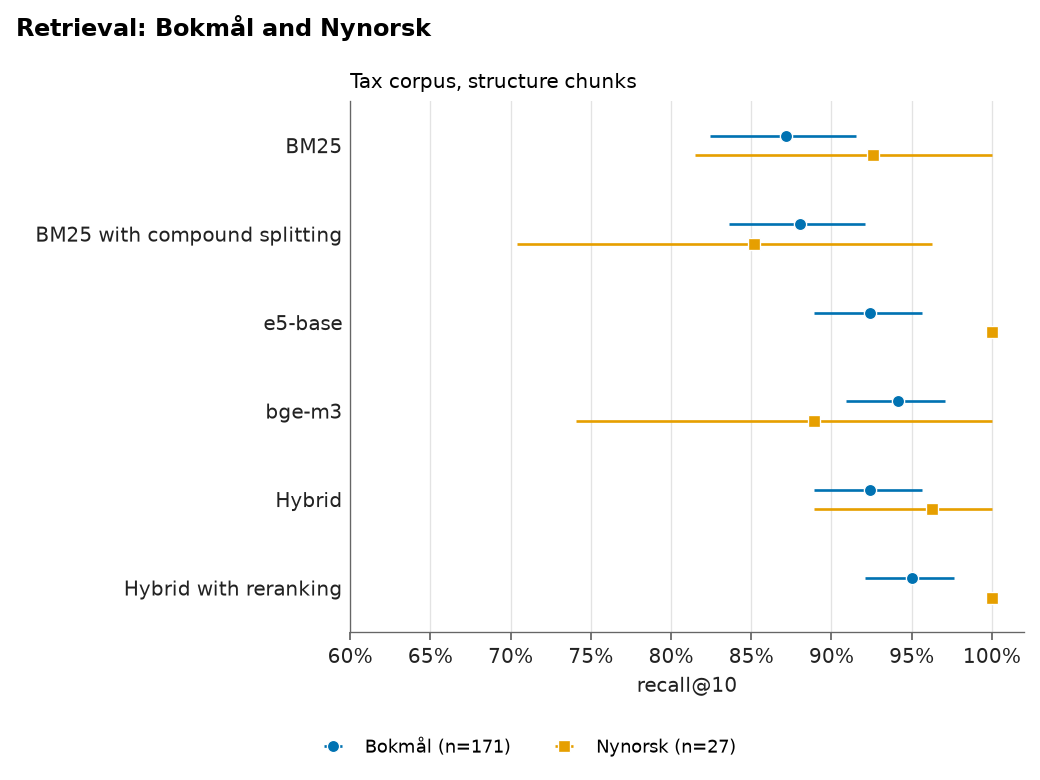 Retrieval: Bokmål and Nynorsk
Tax corpus, structure chunks
BM25
BM25 with compound splitting
e5-base
bge-m3
Hybrid
Hybrid with reranking
60% 65% 70% 75% 80% 85% 90% 95% 100%
recall@10
Bokmål (n=171) Nynorsk (n=27)